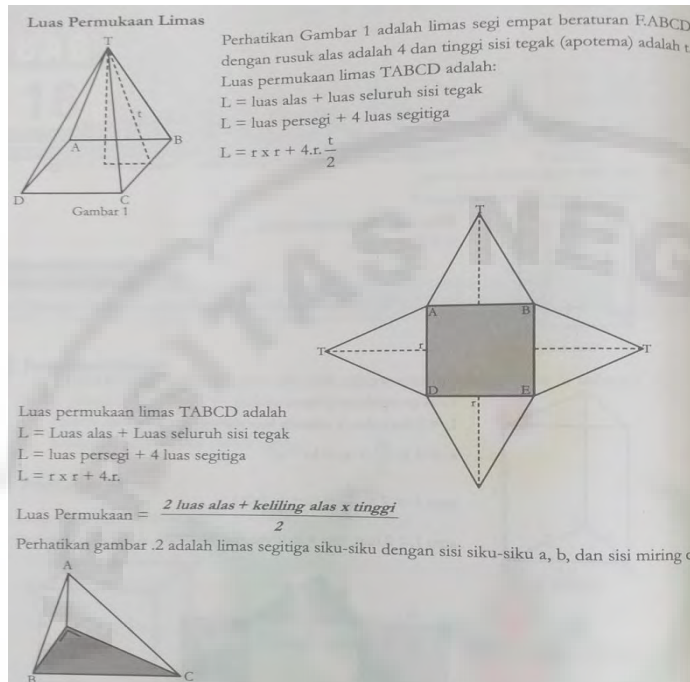 Luas Permukaan Limas
T
t
A
B
D
C
Gambar 1
Perhatikan Gambar 1 adalah limas segi empat beraturan F.ABCD
dengan rusuk alas adalah 4 dan tinggi sisi tegak (apotema) adalah t
Luas permukaan limas TABCD adalah:
L = luas alas + luas seluruh sisi tegak
L = luas persegi + 4 luas segitiga
L = r x r + 4.r. t/2
T
A
B
T
r
T
D
E
r
Luas permukaan limas TABCD adalah
L = Luas alas + Luas seluruh sisi tegak
L = luas persegi + 4 luas segitiga
L = r x r + 4.r.
Luas Permukaan = 2 luas alas + keliling alas x tinggi
2
Perhatikan gambar .2 adalah limas segitiga siku-siku dengan sisi siku-siku a, b, dan sisi miring c
A
B
C
SITAS NEG